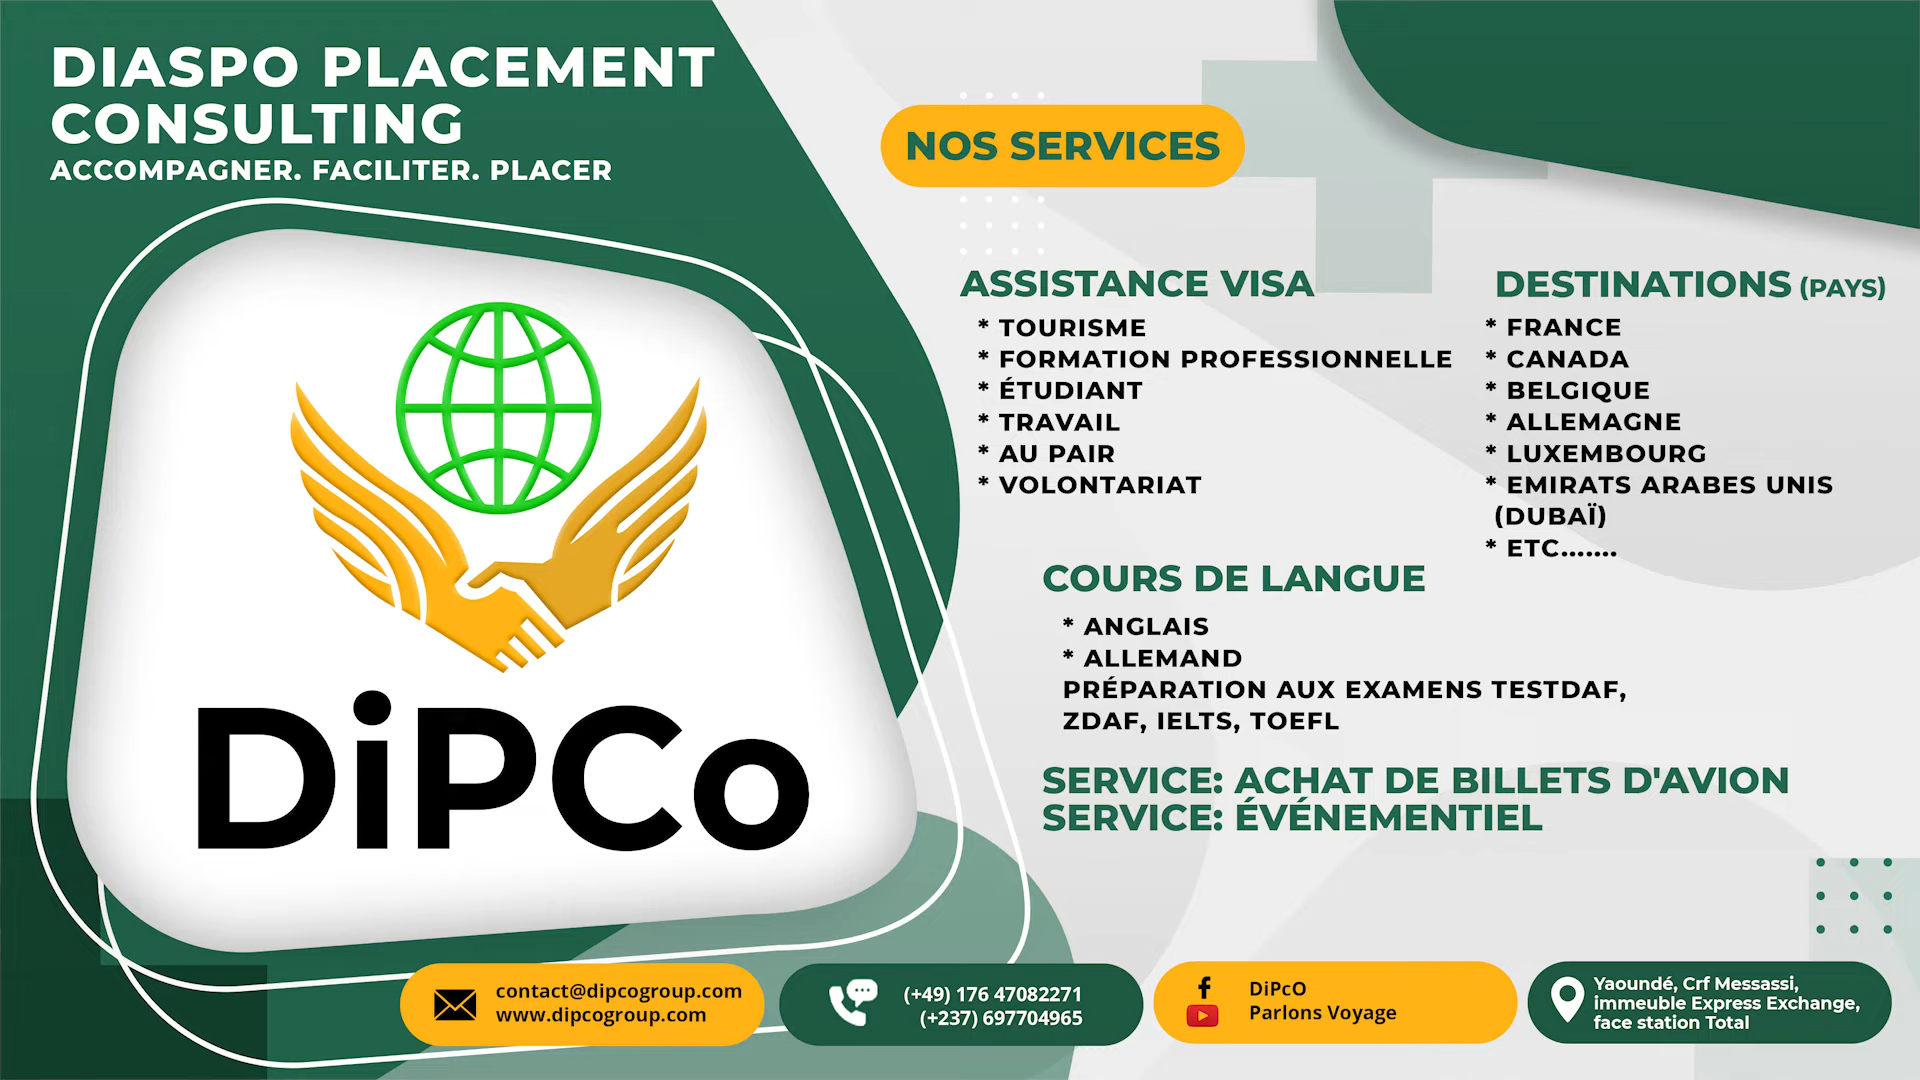 DIASPO PLACEMENT
CONSULTING
ACCOMPAGNER. FACILITER. PLACER
DiPCo
NOS SERVICES
ASSISTANCE VISA
* TOURISME
* FORMATION PROFESSIONNELLE
* ÉTUDIANT
* TRAVAIL
* AU PAIR
* VOLONTARIAT
DESTINATIONS (PAYS)
* FRANCE
* CANADA
* BELGIQUE
* ALLEMAGNE
* LUXEMBOURG
* EMIRATS ARABES UNIS
(DUBAÏ)
* ETC.......
COURS DE LANGUE
* ANGLAIS
* ALLEMAND
PRÉPARATION AUX EXAMENS TESTDAF,
ZDAF, IELTS, TOEFL
SERVICE: ACHAT DE BILLETS D'AVION
SERVICE: ÉVÉNEMENTIEL
contact@dipcogroup.com
www.dipcogroup.com
(+49) 176 47082271
(+237) 697704965
DiPcO
Parlons Voyage
Yaoundé, Crf Messassi,
immeuble Express Exchange,
face station Total